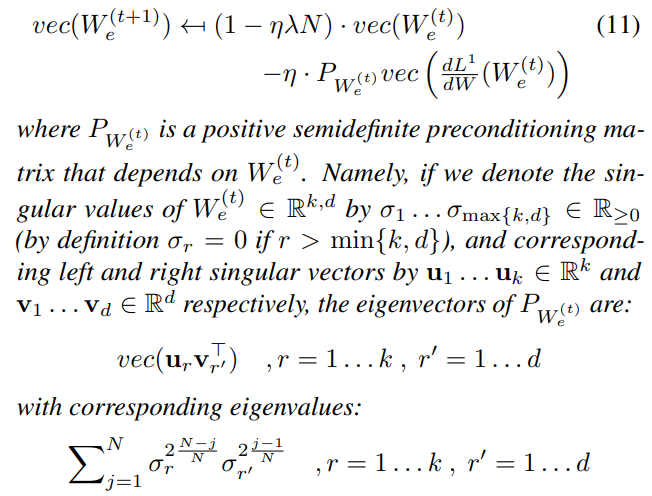 vec(W_e^{(t+1)}) ↤ (1 − ηλN) · vec(W_e^{(t)}) (11)
−η · P_{W_e^{(t)}} vec(\frac{dL^1}{dW}(W_e^{(t)}))
where P_{W_e^{(t)}} is a positive semidefinite preconditioning ma-
trix that depends on W_e^{(t)}. Namely, if we denote the sin-
gular values of W_e^{(t)} ∈ ℝ^{k,d} by σ_1 . . . σ_{max{k,d}} ∈ ℝ_{≥0}
(by definition σ_r = 0 if r > min{k, d}), and correspond-
ing left and right singular vectors by u_1 . . . u_k ∈ ℝ^k and
v_1 . . . v_d ∈ ℝ^d respectively, the eigenvectors of P_{W_e^{(t)}} are:
vec(u_r v_{r′}^⊤) , r = 1 . . . k , r′ = 1 . . . d
with corresponding eigenvalues:
∑_{j=1}^{N} σ_r^{2\frac{N−j}{N}} σ_{r′}^{2\frac{j−1}{N}} , r = 1 . . . k , r′ = 1 . . . d